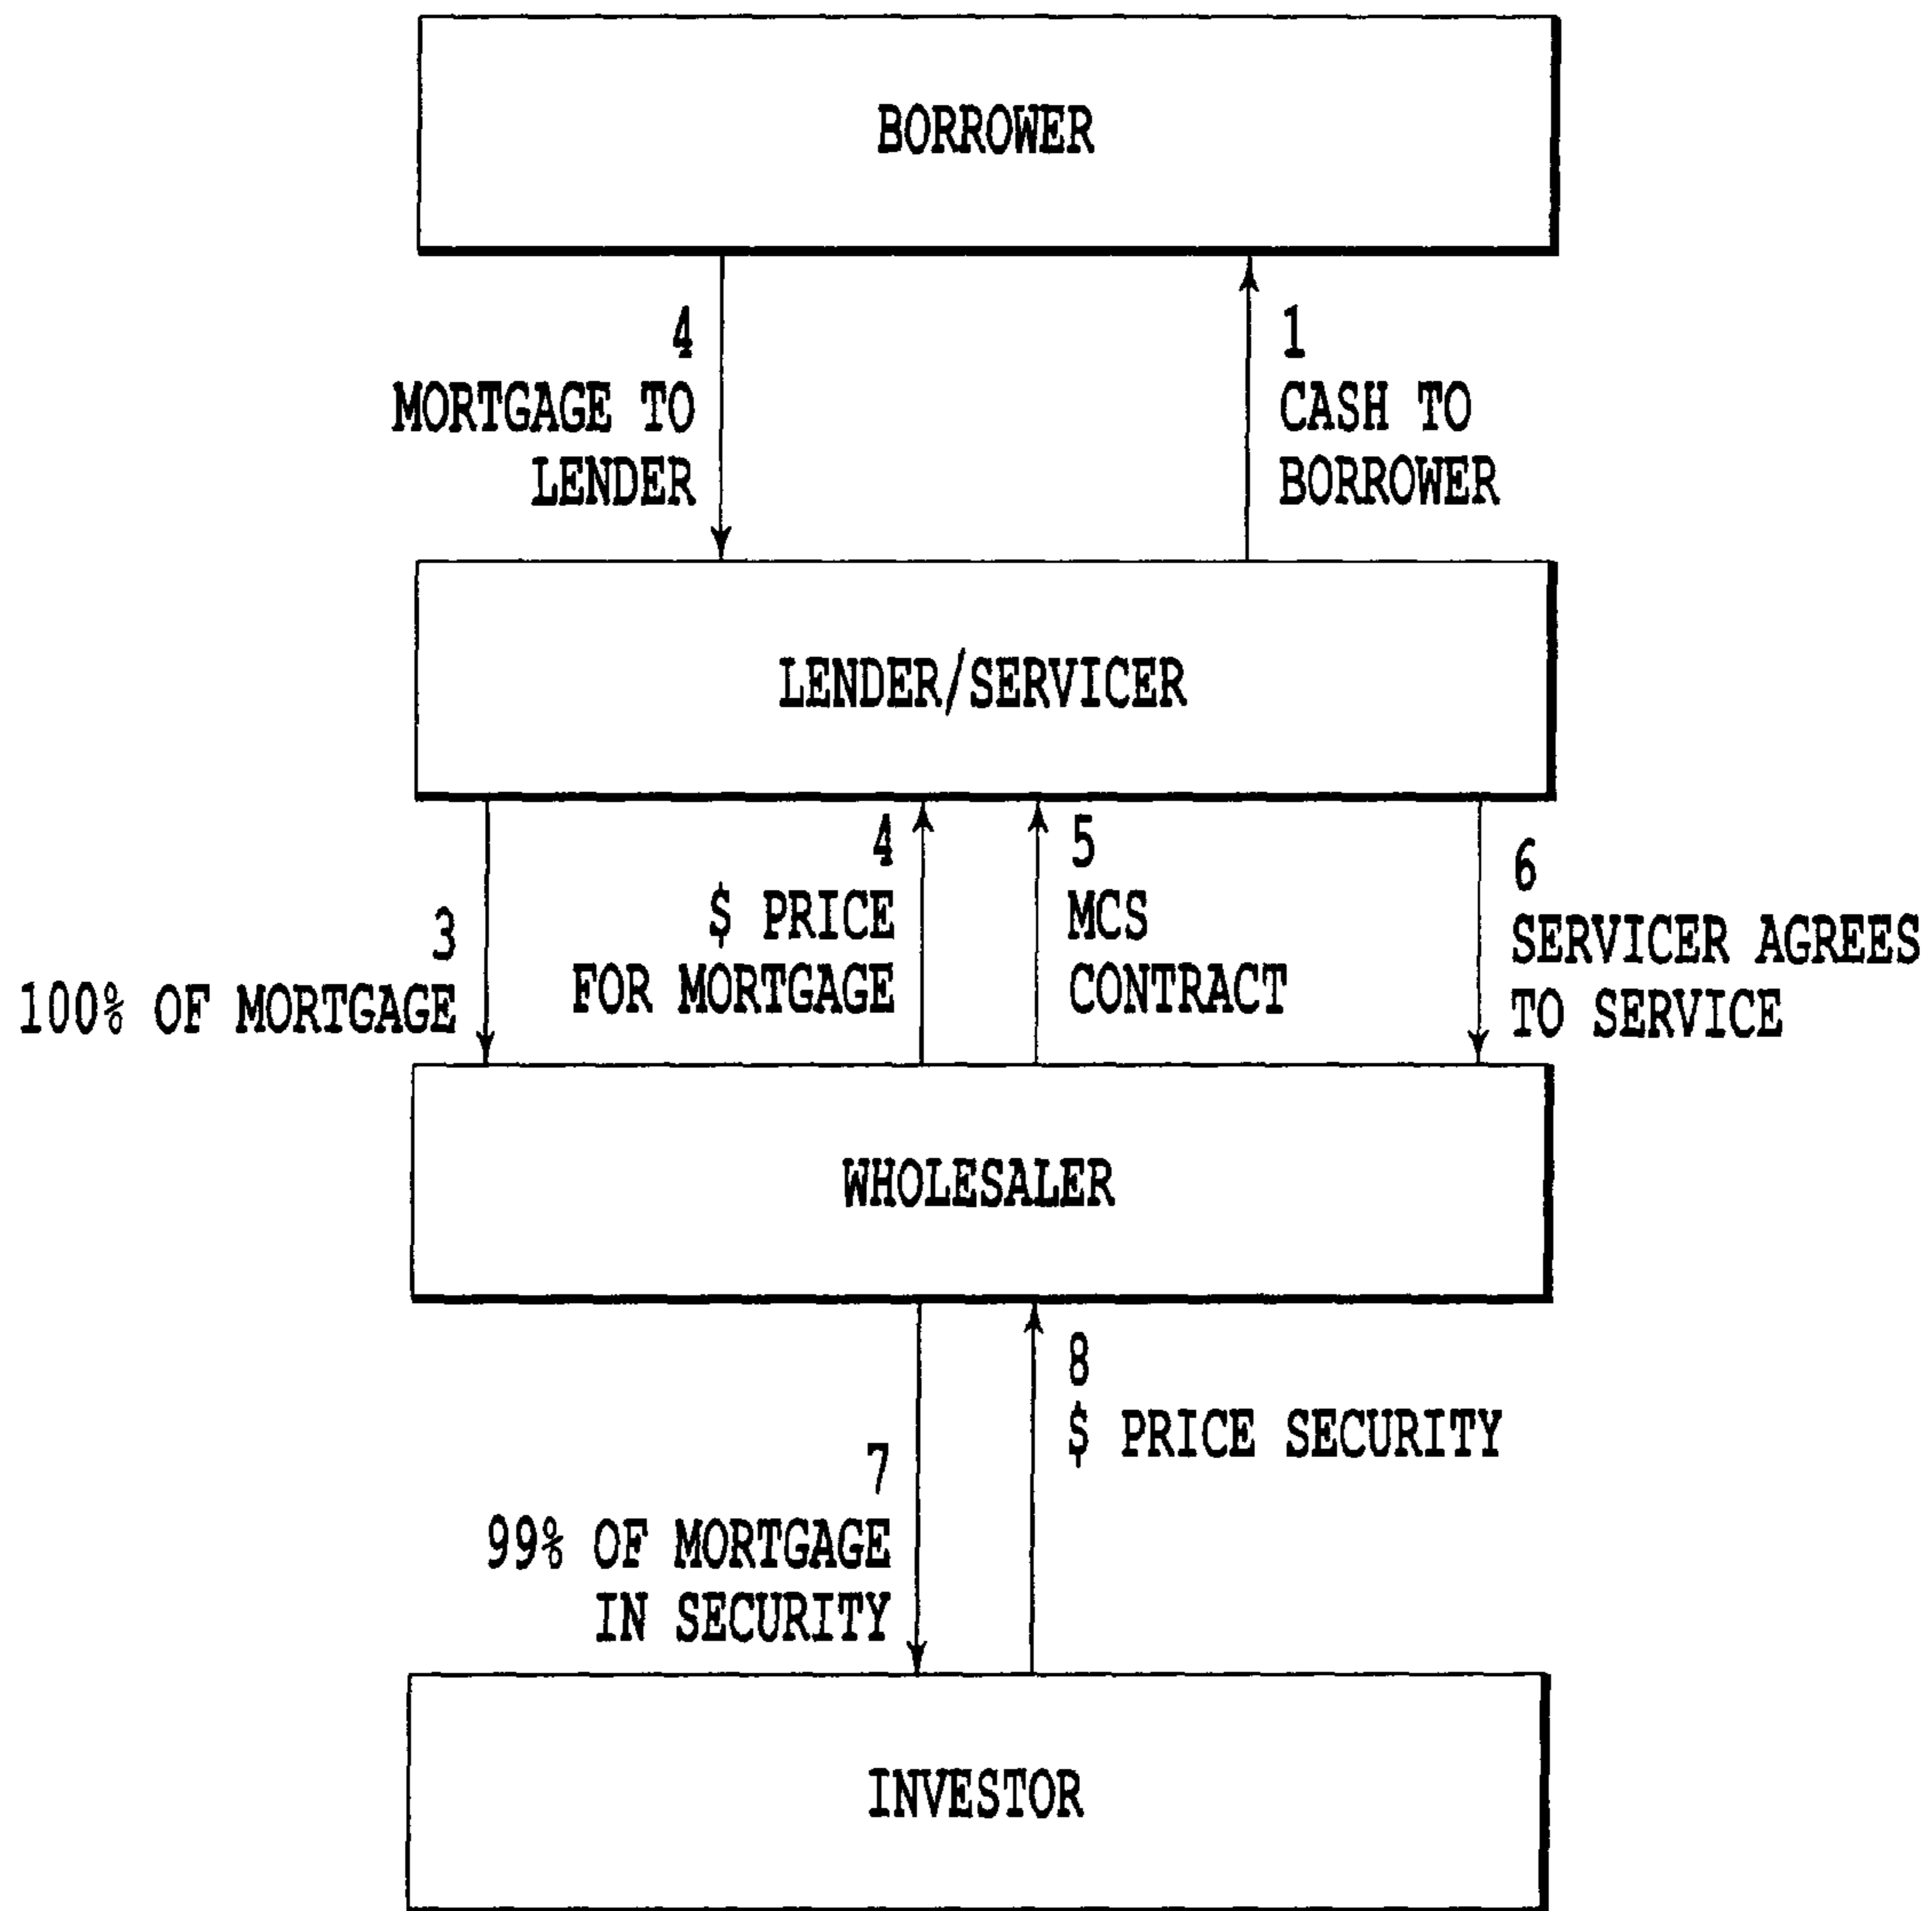 BORROWER
4
MORTGAGE TO
LENDER
1
CASH TO
BORROWER
LENDER/SERVICER
3
100% OF MORTGAGE
4
$ PRICE
FOR MORTGAGE
5
MCS
CONTRACT
6
SERVICER AGREES
TO SERVICE
WHOLESALER
7
99% OF MORTGAGE
IN SECURITY
8
$ PRICE SECURITY
INVESTOR